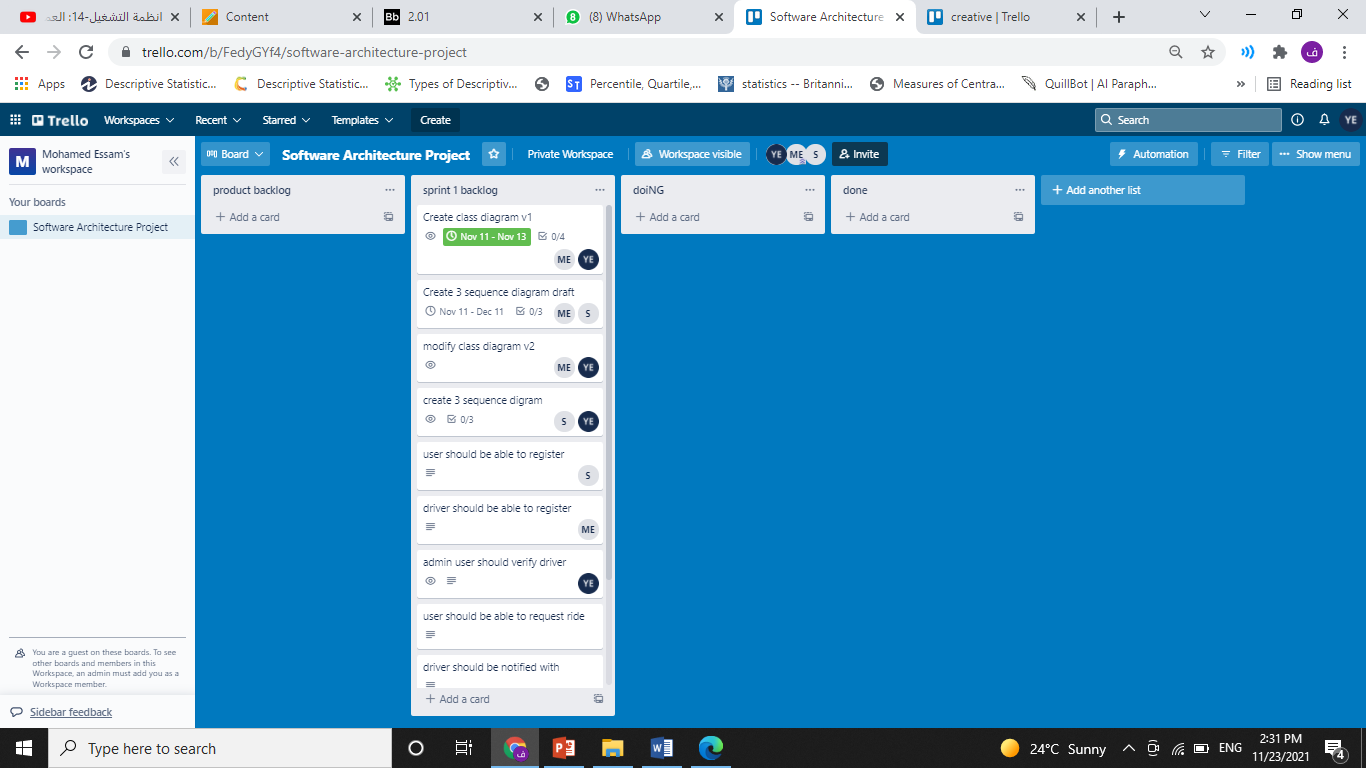 انظمة التشغيل-14: الع
Content
2.01
(8) WhatsApp
Software Architecture
creative | Trello
trello.com/b/FedyGYf4/software-architecture-project
Apps
Descriptive Statistic...
Descriptive Statistic...
Types of Descriptiv...
Percentile, Quartile,...
statistics -- Britanni...
Measures of Centra...
QuillBot | AI Paraph...
»
Reading list
Trello
Workspaces
Recent
Starred
Templates
Create
Search
YE
M
Mohamed Essam's
workspace
Board
Software Architecture Project
Private Workspace
Workspace visible
YE
ME
S
Invite
Automation
Filter
Show menu
Your boards
Software Architecture Project
product backlog
+ Add a card
sprint 1 backlog
Create class diagram v1
Nov 11 - Nov 13
0/4
ME
YE
Create 3 sequence diagram draft
Nov 11 - Dec 11
0/3
ME
S
modify class diagram v2
ME
YE
create 3 sequence digram
0/3
S
YE
user should be able to register
S
driver should be able to register
ME
admin user should verify driver
YE
user should be able to request ride
driver should be notified with
+ Add a card
doiNG
+ Add a card
done
+ Add a card
+ Add another list
You are a guest on these boards. To see
other boards and members in this
Workspace, an admin must add you as a
Workspace member.
Sidebar feedback
Type here to search
24°C Sunny
ENG
2:31 PM
11/23/2021
4